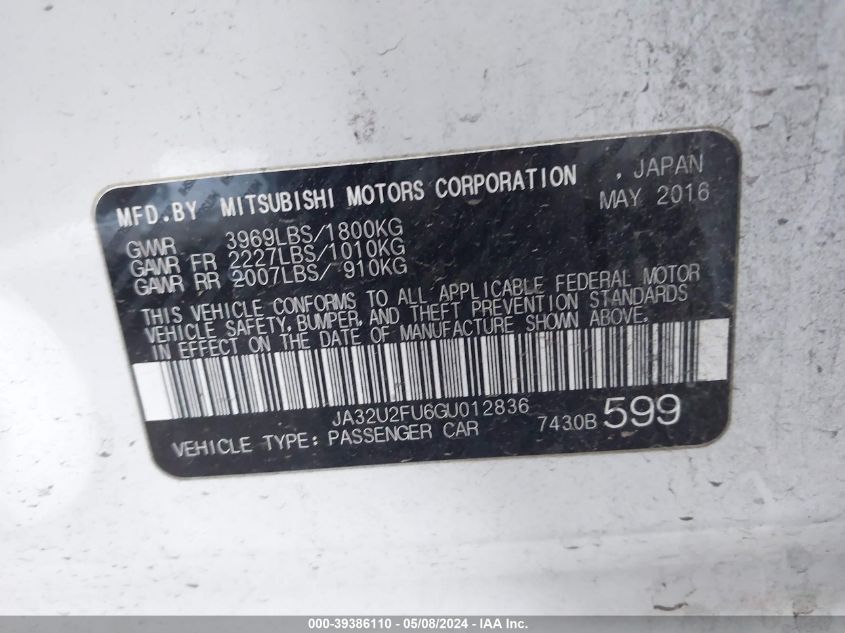 MFD.BY MITSUBISHI MOTORS CORPORATION , JAPAN
MAY 2016
GVWR 3969LBS/1800KG
GAWR FR 2227LBS/1010KG
GAWR RR 2007LBS/ 910KG
THIS VEHICLE CONFORMS TO ALL APPLICABLE FEDERAL MOTOR
VEHICLE SAFETY, BUMPER, AND THEFT PREVENTION STANDARDS
IN EFFECT ON THE DATE OF MANUFACTURE SHOWN ABOVE.
JA32U2FU6GU012836
VEHICLE TYPE: PASSENGER CAR 7430B 599
000-39386110 - 05/08/2024 - IAA Inc.